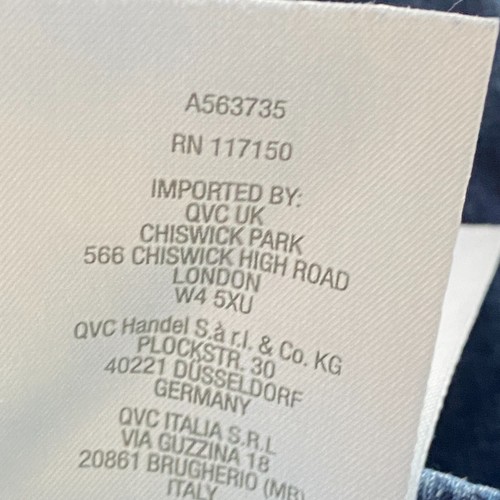 A563735
RN 117150
IMPORTED BY:
QVC UK
CHISWICK PARK
566 CHISWICK HIGH ROAD
LONDON
W4 5XU
QVC Handel S.à r.l. & Co. KG
PLOCKSTR. 30
40221 DÜSSELDORF
GERMANY
QVC ITALIA S.R.L
VIA GUZZINA 18
20861 BRUGHERIO (MB)
ITALY